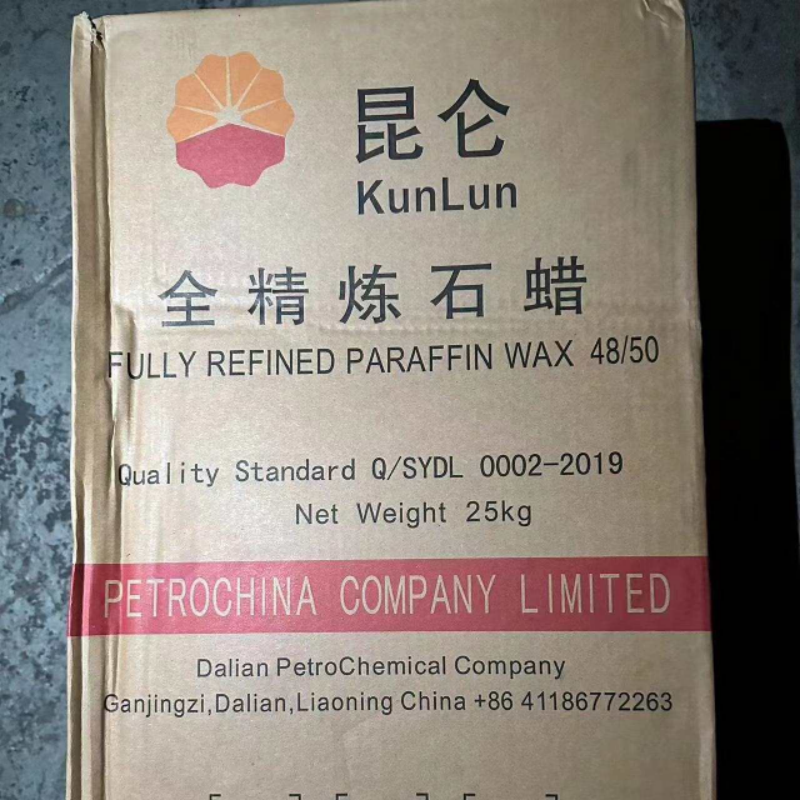 昆仑
KunLun
全精炼石蜡
FULLY REFINED PARAFFIN WAX 48/50
Quality Standard Q/SYDL 0002-2019
Net Weight 25kg
PETROCHINA COMPANY LIMITED
Dalian PetroChemical Company
Ganjingzi,Dalian,Liaoning China +86 41186772263